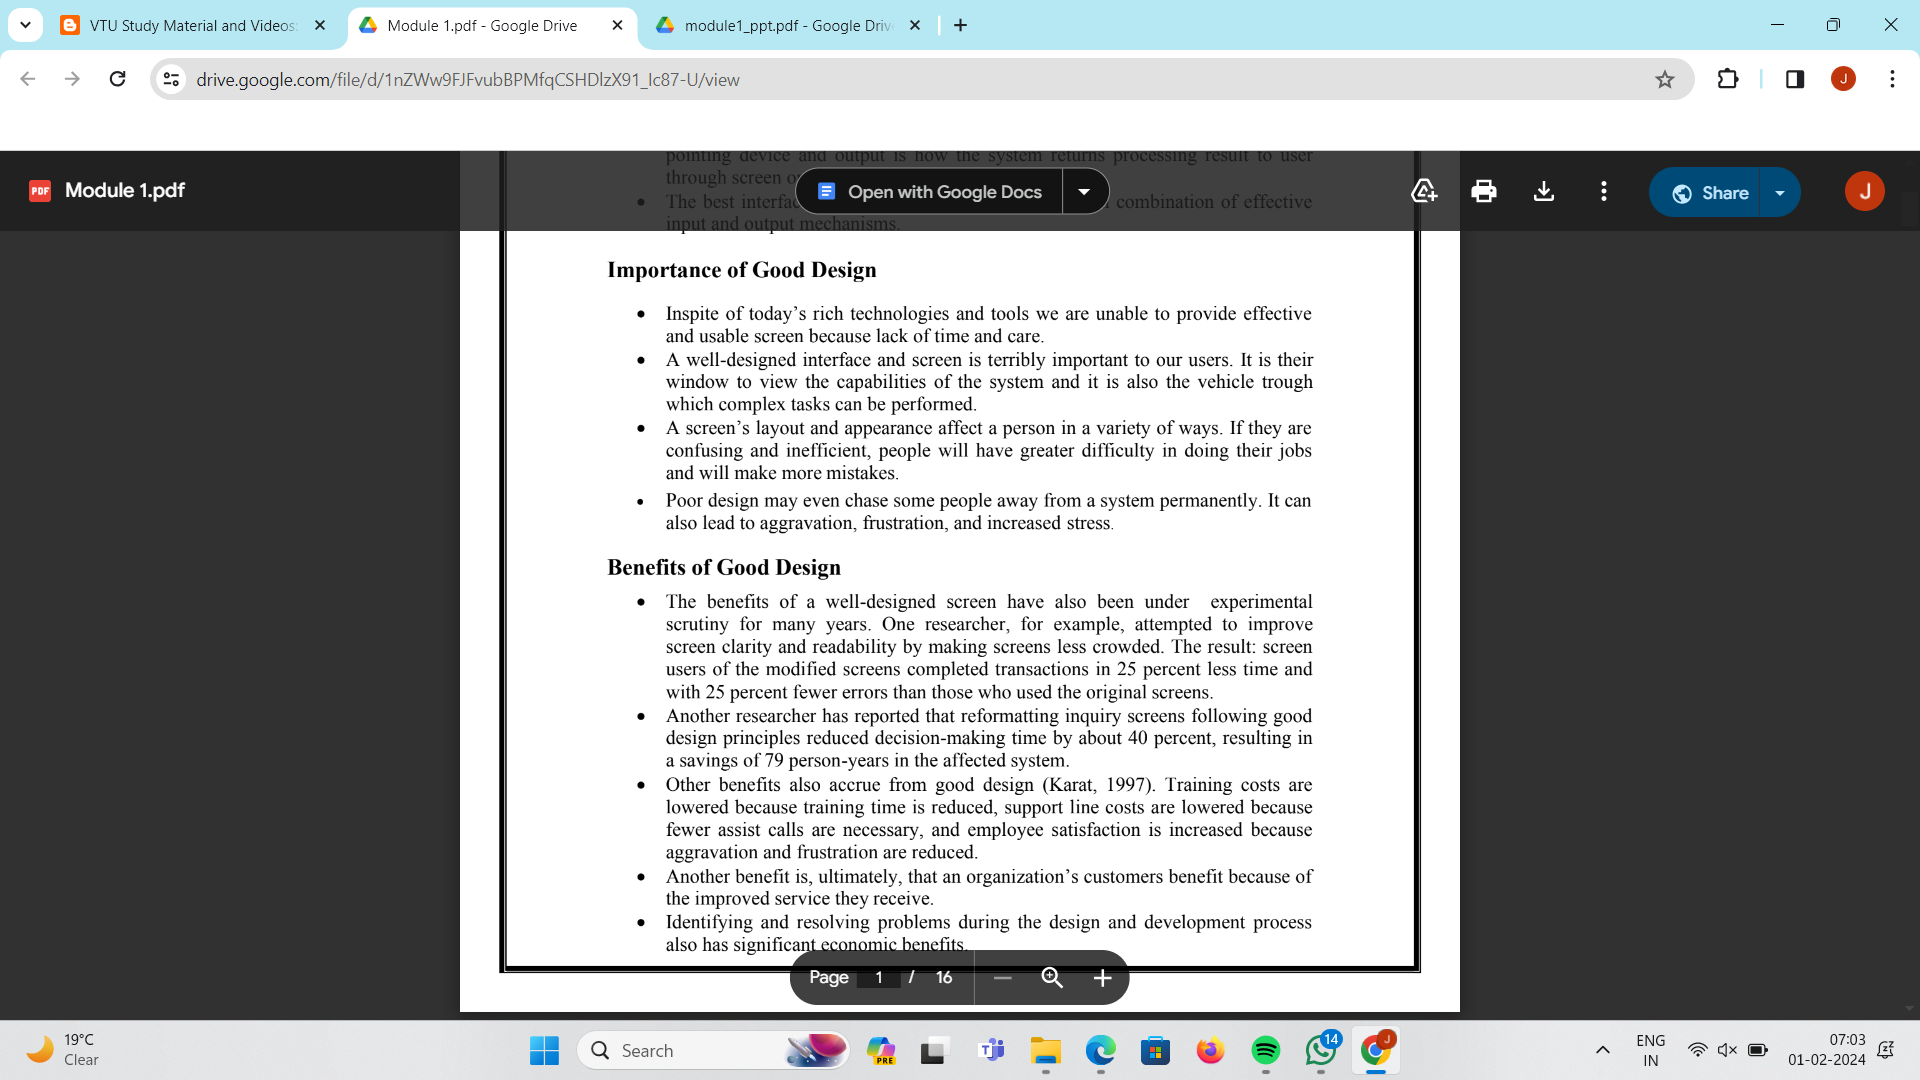 VTU Study Material and Videos:
Module 1.pdf - Google Drive
module1_ppt.pdf - Google Driv
drive.google.com/file/d/1nZWw9FJFvubBPMfqCSHDlzX91_Ic87-U/view
J
pointing device and output is how the system returns processing result to user
through screen o
The best interfac combination of effective
input and output mechanisms.
PDF
Module 1.pdf
Open with Google Docs
Share
J
Importance of Good Design
• Inspite of today’s rich technologies and tools we are unable to provide effective
and usable screen because lack of time and care.
• A well-designed interface and screen is terribly important to our users. It is their
window to view the capabilities of the system and it is also the vehicle trough
which complex tasks can be performed.
• A screen’s layout and appearance affect a person in a variety of ways. If they are
confusing and inefficient, people will have greater difficulty in doing their jobs
and will make more mistakes.
• Poor design may even chase some people away from a system permanently. It can
also lead to aggravation, frustration, and increased stress.
Benefits of Good Design
• The benefits of a well-designed screen have also been under experimental
scrutiny for many years. One researcher, for example, attempted to improve
screen clarity and readability by making screens less crowded. The result: screen
users of the modified screens completed transactions in 25 percent less time and
with 25 percent fewer errors than those who used the original screens.
• Another researcher has reported that reformatting inquiry screens following good
design principles reduced decision-making time by about 40 percent, resulting in
a savings of 79 person-years in the affected system.
• Other benefits also accrue from good design (Karat, 1997). Training costs are
lowered because training time is reduced, support line costs are lowered because
fewer assist calls are necessary, and employee satisfaction is increased because
aggravation and frustration are reduced.
• Another benefit is, ultimately, that an organization’s customers benefit because of
the improved service they receive.
• Identifying and resolving problems during the design and development process
also has significant economic benefits.
Page 1 / 16
19°C
Clear
Search
PRE
14
J
ENG
IN
07:03
01-02-2024